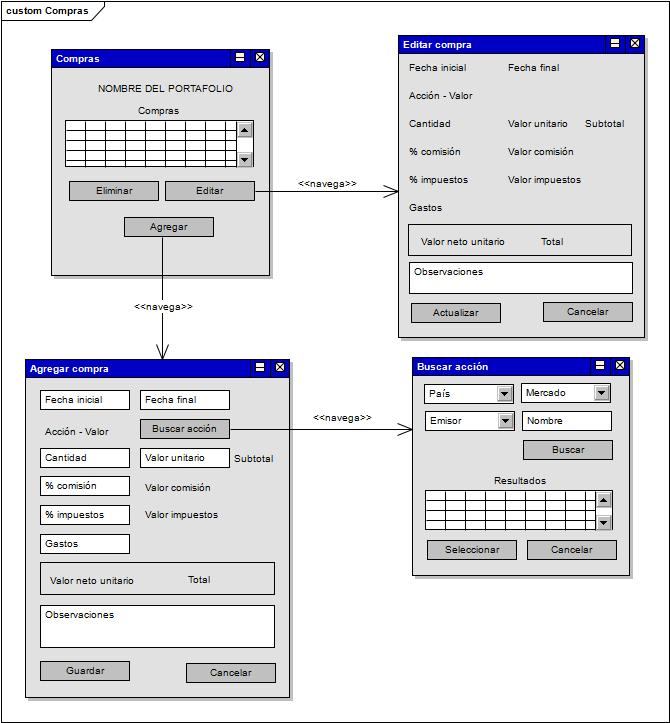 custom Compras
Compras
NOMBRE DEL PORTAFOLIO
Compras
Eliminar
Editar
Agregar
<<navega>>
<<navega>>
Editar compra
Fecha inicial Fecha final
Acción - Valor
Cantidad Valor unitario Subtotal
% comisión Valor comisión
% impuestos Valor impuestos
Gastos
Valor neto unitario Total
Observaciones
Actualizar Cancelar
Agregar compra
Fecha inicial Fecha final
Acción - Valor Buscar acción
Cantidad Valor unitario Subtotal
% comisión Valor comisión
% impuestos Valor impuestos
Gastos
Valor neto unitario Total
Observaciones
Guardar Cancelar
<<navega>>
Buscar acción
País Mercado
Emisor Nombre
Buscar
Resultados
Seleccionar Cancelar